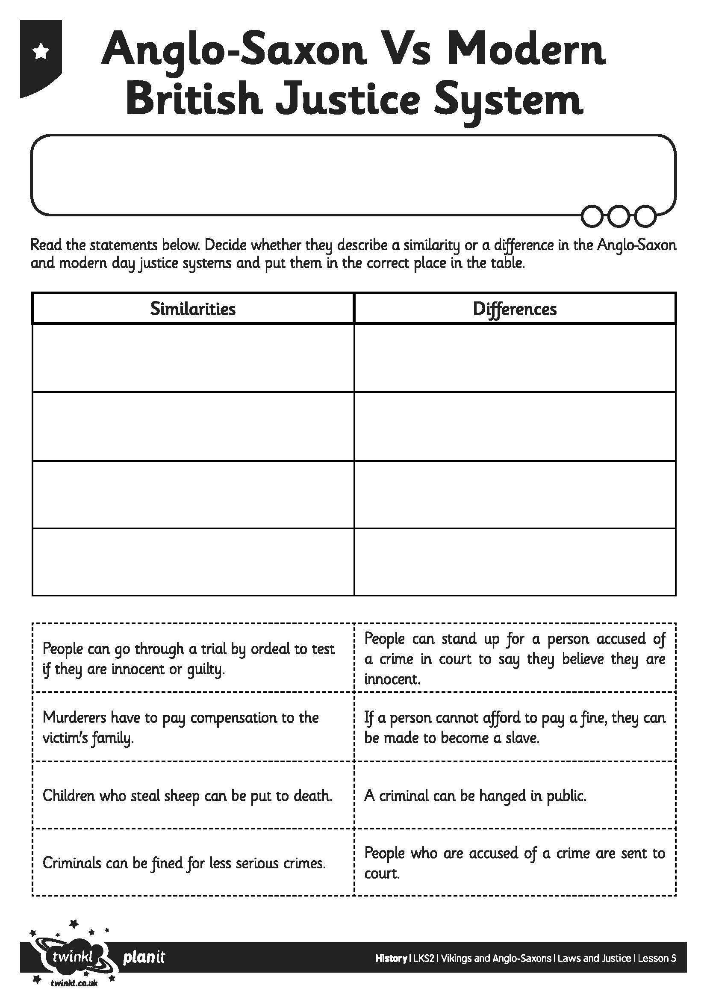 Anglo-Saxon Vs Modern
British Justice System
Read the statements below. Decide whether they describe a similarity or a difference in the Anglo-Saxon
and modern day justice systems and put them in the correct place in the table.
Similarities
Differences
People can go through a trial by ordeal to test
if they are innocent or guilty.
People can stand up for a person accused of
a crime in court to say they believe they are
innocent.
Murderers have to pay compensation to the
victim's family.
If a person cannot afford to pay a fine, they can
be made to become a slave.
Children who steal sheep can be put to death.
A criminal can be hanged in public.
Criminals can be fined for less serious crimes.
People who are accused of a crime are sent to
court.
twinkl
planit
twinkl.co.uk
History | LKS2 | Vikings and Anglo-Saxons | Laws and Justice | Lesson 5